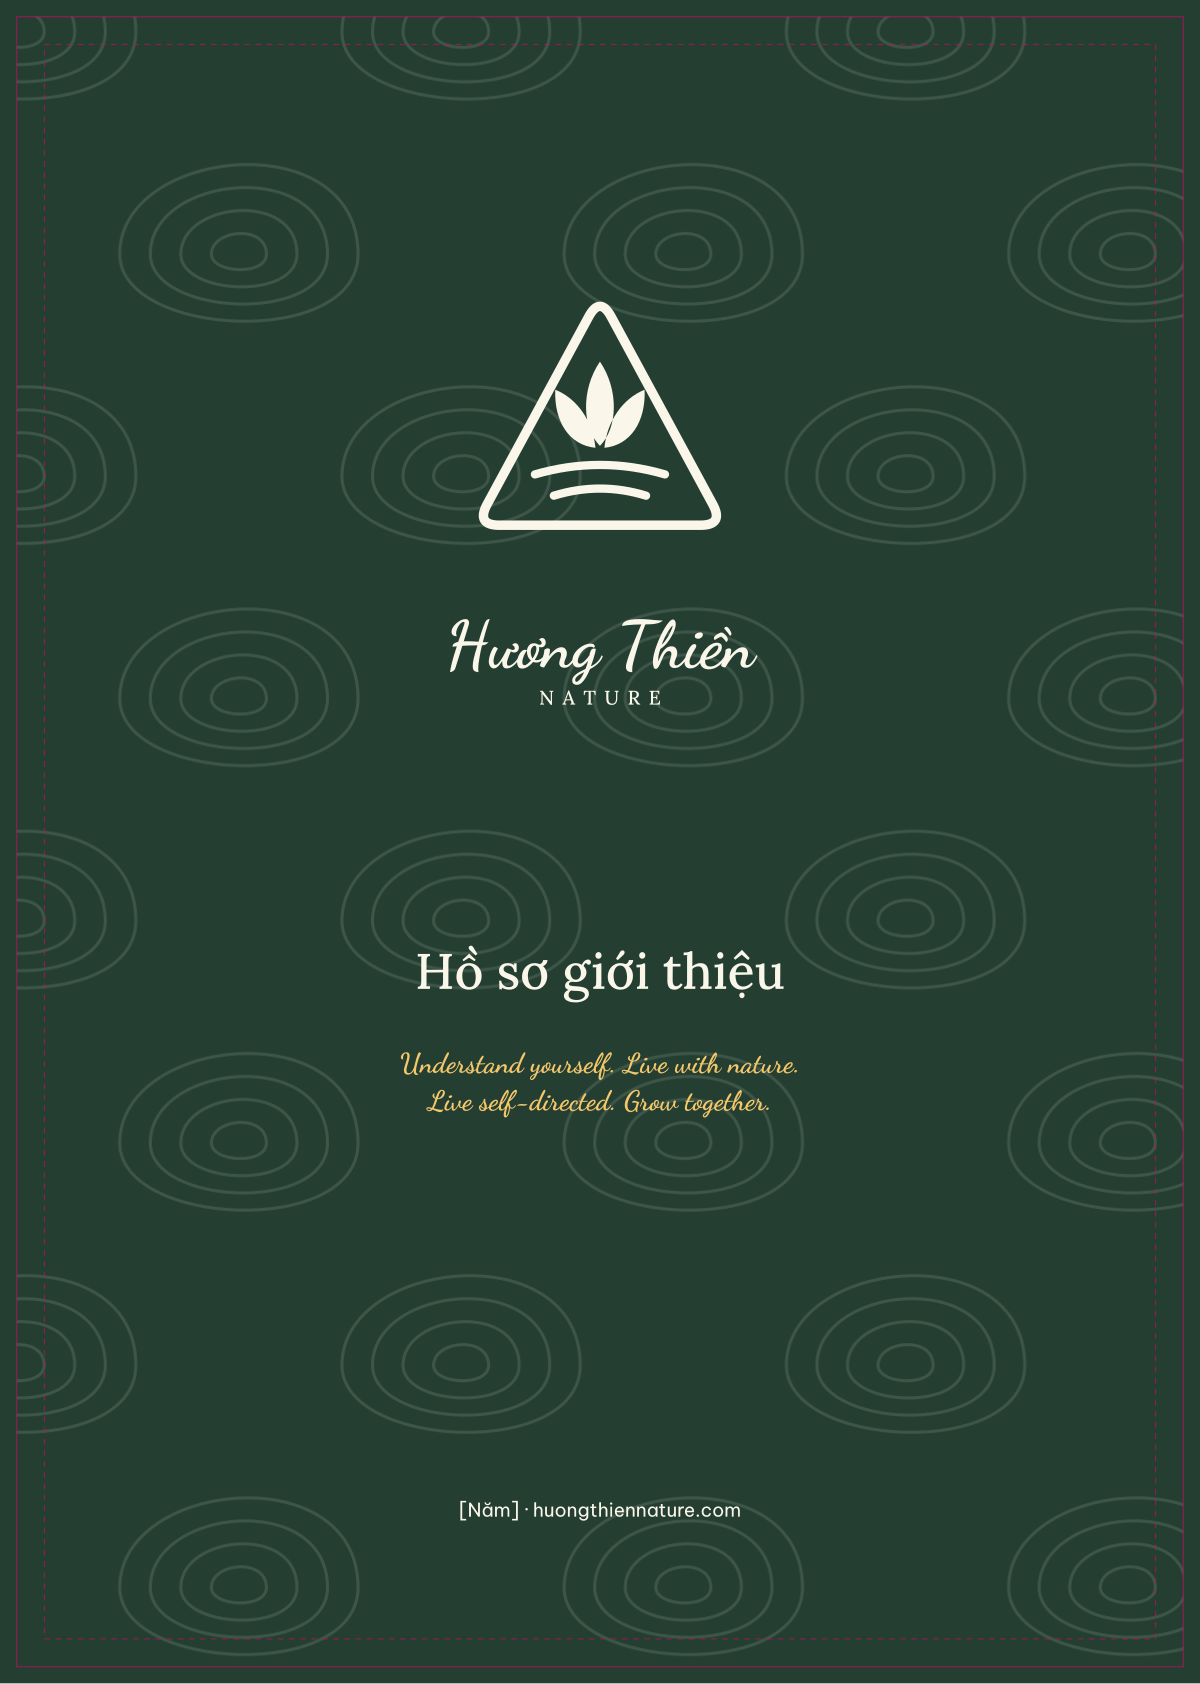 Hương Thiền
NATURE
Hồ sơ giới thiệu
Understand yourself. Live with nature.
Live self-directed. Grow together.
[Năm] · huongthiennature.com